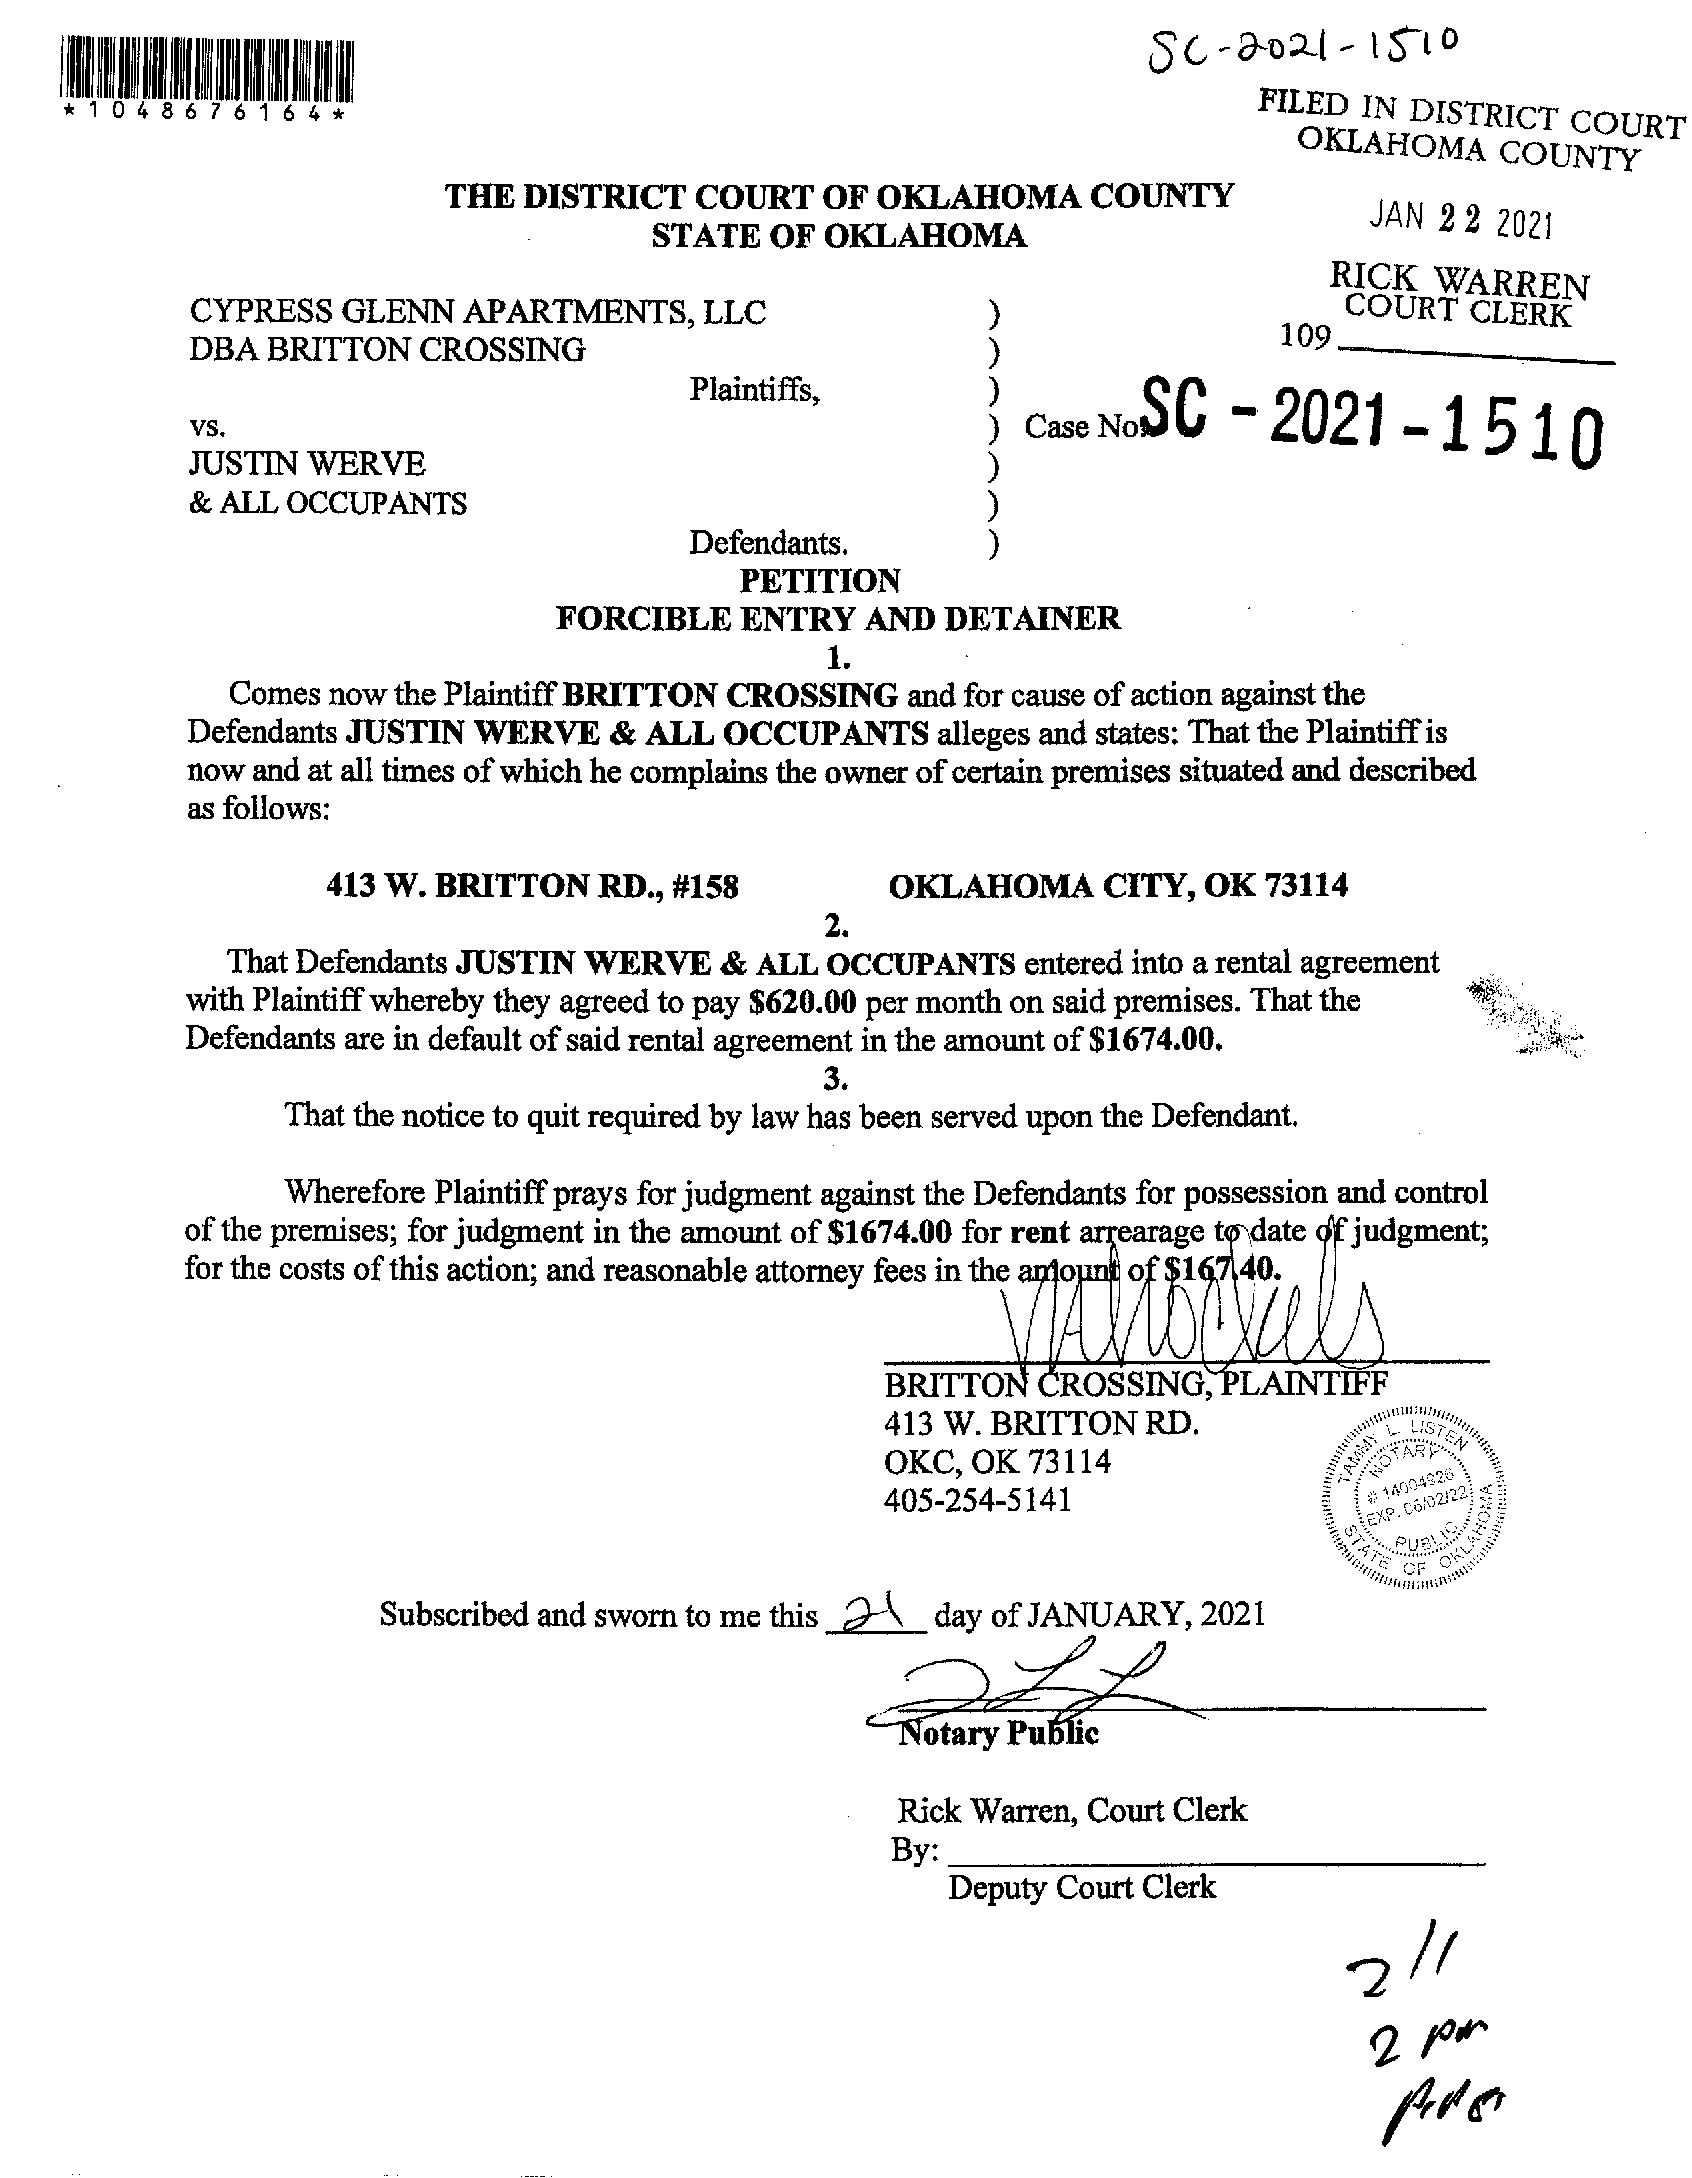 SC-2021-1510
*1048676164*
FILED IN DISTRICT COURT
OKLAHOMA COUNTY
JAN 22 2021
RICK WARREN
COURT CLERK
109
THE DISTRICT COURT OF OKLAHOMA COUNTY
STATE OF OKLAHOMA
CYPRESS GLENN APARTMENTS, LLC )
DBA BRITTON CROSSING )
Plaintiffs, )
vs. ) Case No. SC-2021-1510
JUSTIN WERVE )
& ALL OCCUPANTS )
Defendants. )
PETITION
FORCIBLE ENTRY AND DETAINER
1.
Comes now the Plaintiff BRITTON CROSSING and for cause of action against the
Defendants JUSTIN WERVE & ALL OCCUPANTS alleges and states: That the Plaintiff is
now and at all times of which he complains the owner of certain premises situated and described
as follows:
413 W. BRITTON RD., #158 OKLAHOMA CITY, OK 73114
2.
That Defendants JUSTIN WERVE & ALL OCCUPANTS entered into a rental agreement
with Plaintiff whereby they agreed to pay $620.00 per month on said premises. That the
Defendants are in default of said rental agreement in the amount of $1674.00.
3.
That the notice to quit required by law has been served upon the Defendant.
Wherefore Plaintiff prays for judgment against the Defendants for possession and control
of the premises; for judgment in the amount of $1674.00 for rent arrearage to date of judgment;
for the costs of this action; and reasonable attorney fees in the amount of $167.40.
BRITTON CROSSING, PLAINTIFF
413 W. BRITTON RD.
OKC, OK 73114
405-254-5141
TAMMY L. LISTEN
NOTARY
# 14004926
EXP. 06/02/22
PUBLIC
STATE OF OKLAHOMA
Subscribed and sworn to me this 21 day of JANUARY, 2021
Notary Public
Rick Warren, Court Clerk
By:
Deputy Court Clerk
2/11
2 pm